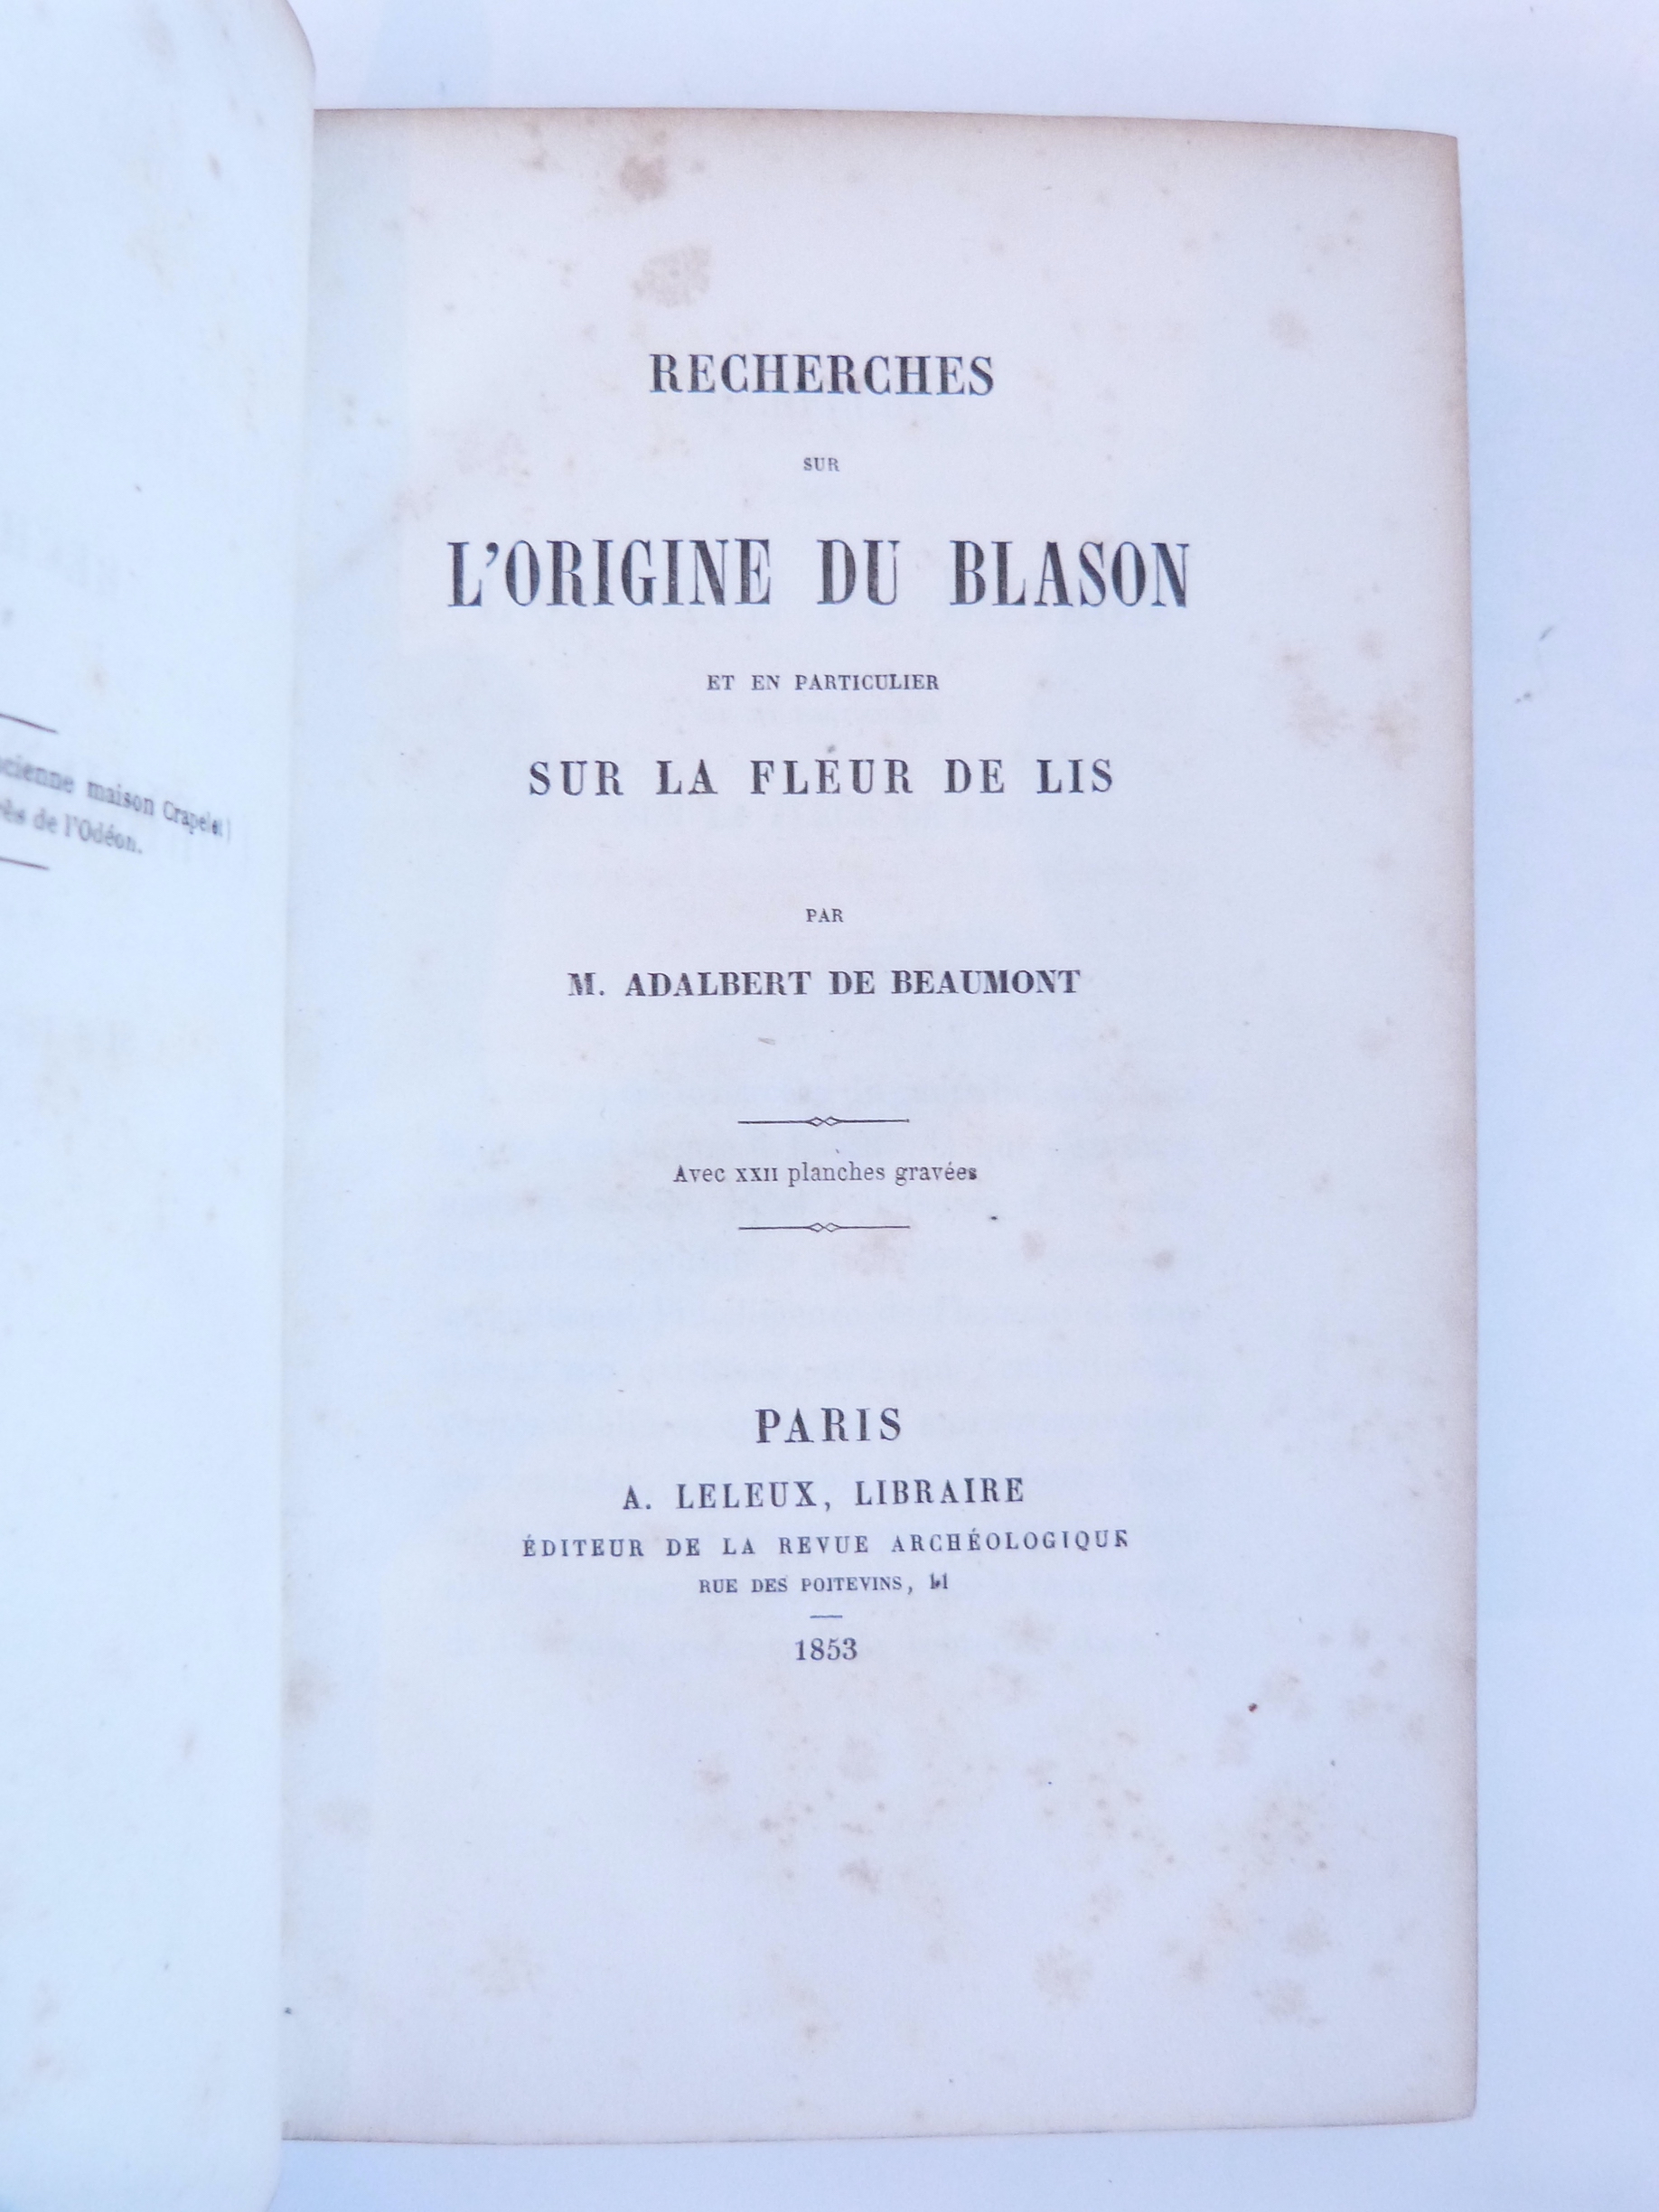 cienne maison Crapelet)
ès de l'Odéon.
RECHERCHES
SUR
L'ORIGINE DU BLASON
ET EN PARTICULIER
SUR LA FLEUR DE LIS
PAR
M. ADALBERT DE BEAUMONT
Avec XXII planches gravées
PARIS
A. LELEUX, LIBRAIRE
ÉDITEUR DE LA REVUE ARCHÉOLOGIQUE
RUE DES POITEVINS, 11
1853